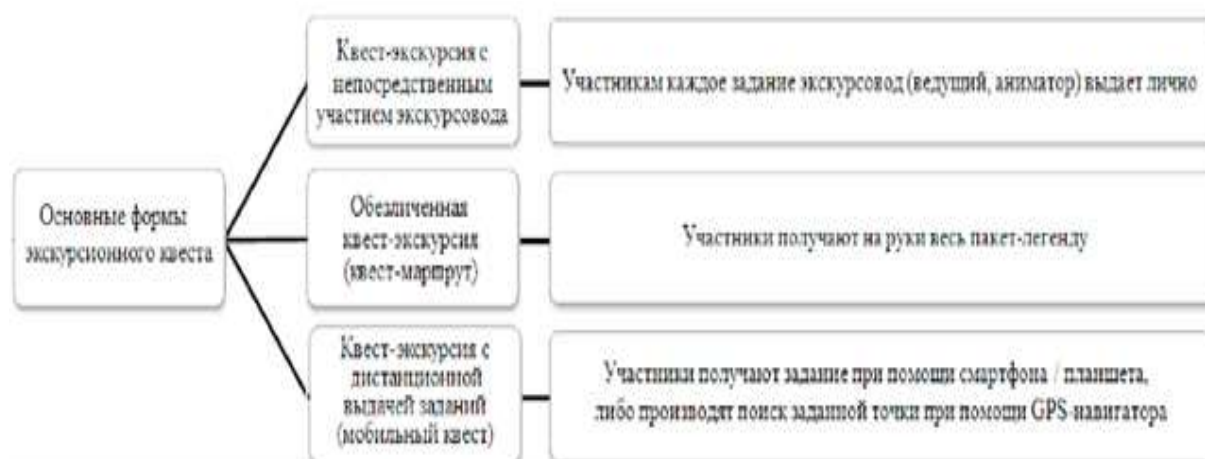 Основные формы
экскурсионного квеста
Квест-экскурсия с
непосредственным
участием экскурсовода
Участникам каждое задание экскурсовод (ведущий, аниматор) выдает лично
Обезличенная
квест-экскурсия
(квест-маршрут)
Участники получают на руки весь пакет-легенду
Квест-экскурсия с
дистанционной
выдачей заданий
(мобильный квест)
Участники получают задание при помощи смартфона / планшета,
либо производят поиск заданной точки при помощи GPS-навигатора